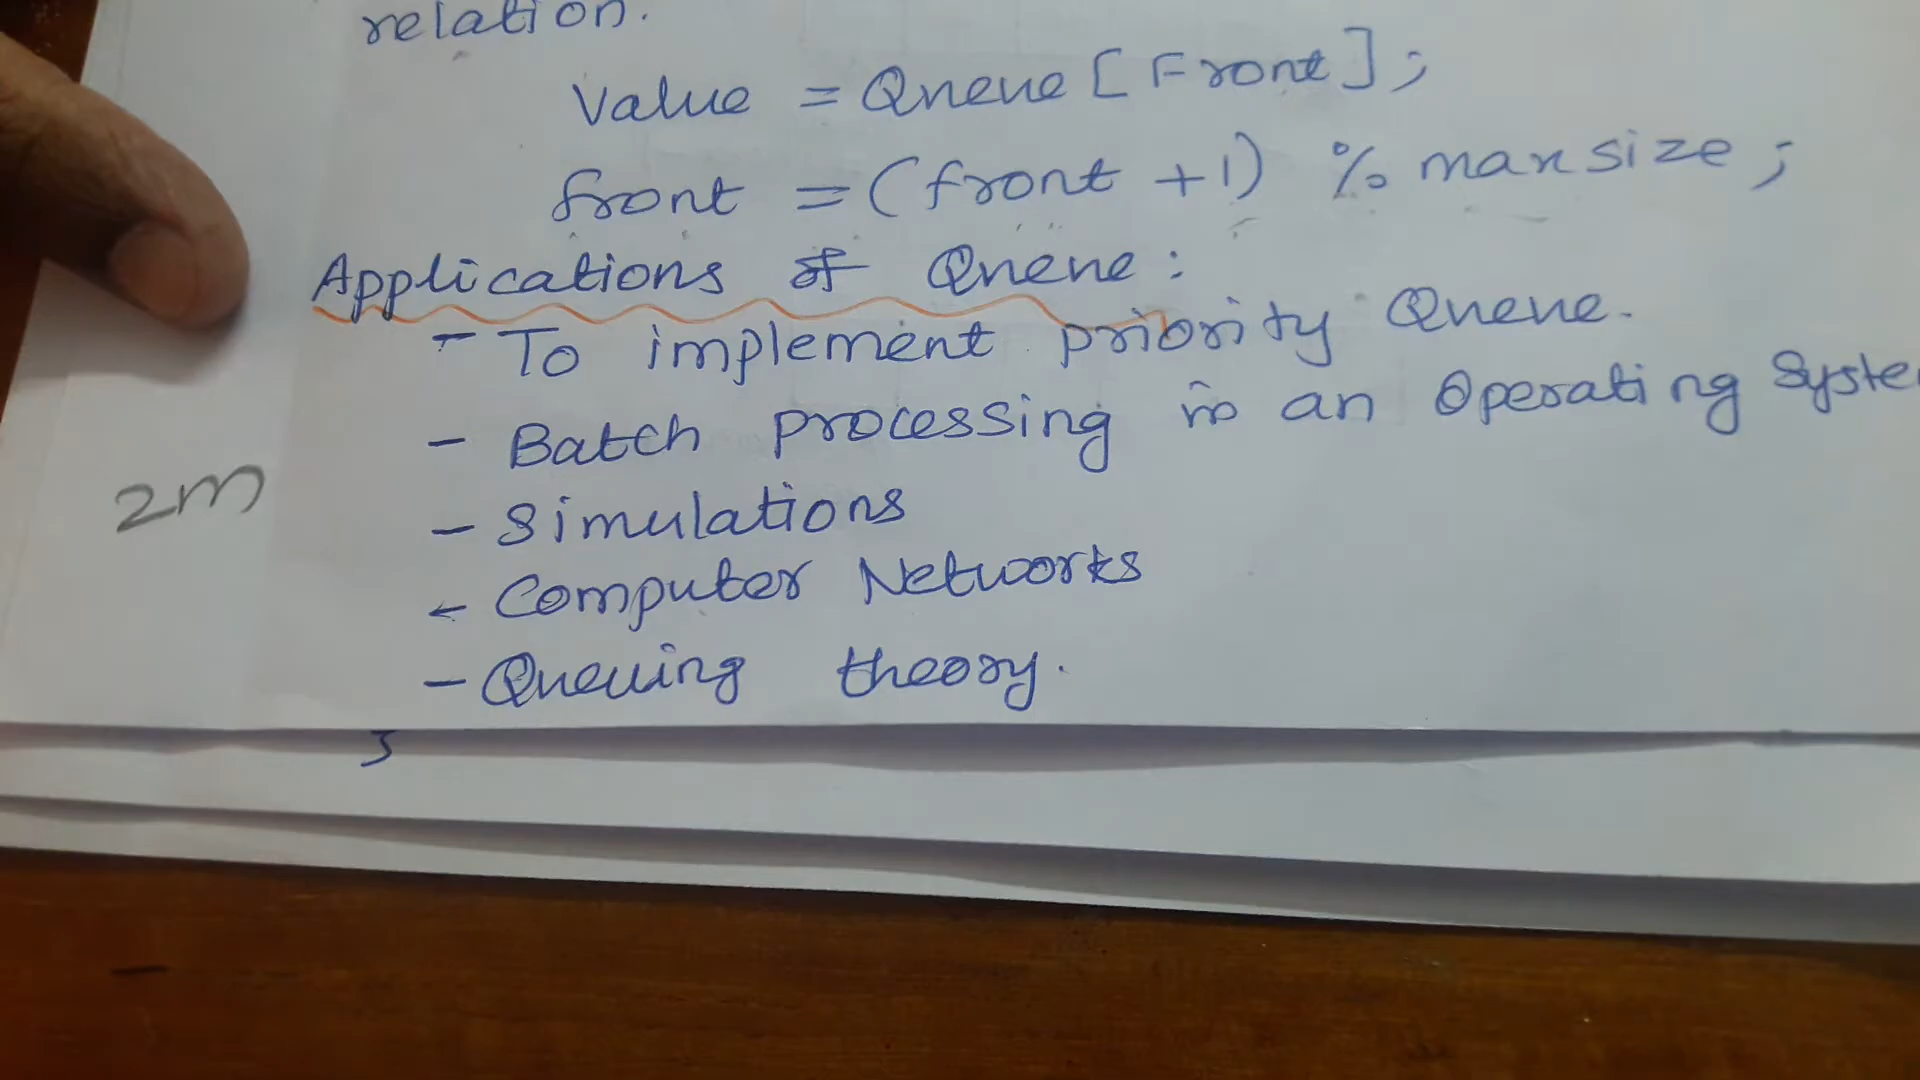 relation.
Value = Queue [Front];
front = (front +1) % maxsize;
Applications of Queue:
- To implement priority Queue.
- Batch processing in an Operating Syste
2m
- Simulations
- Computer Networks
- Queuing theory.